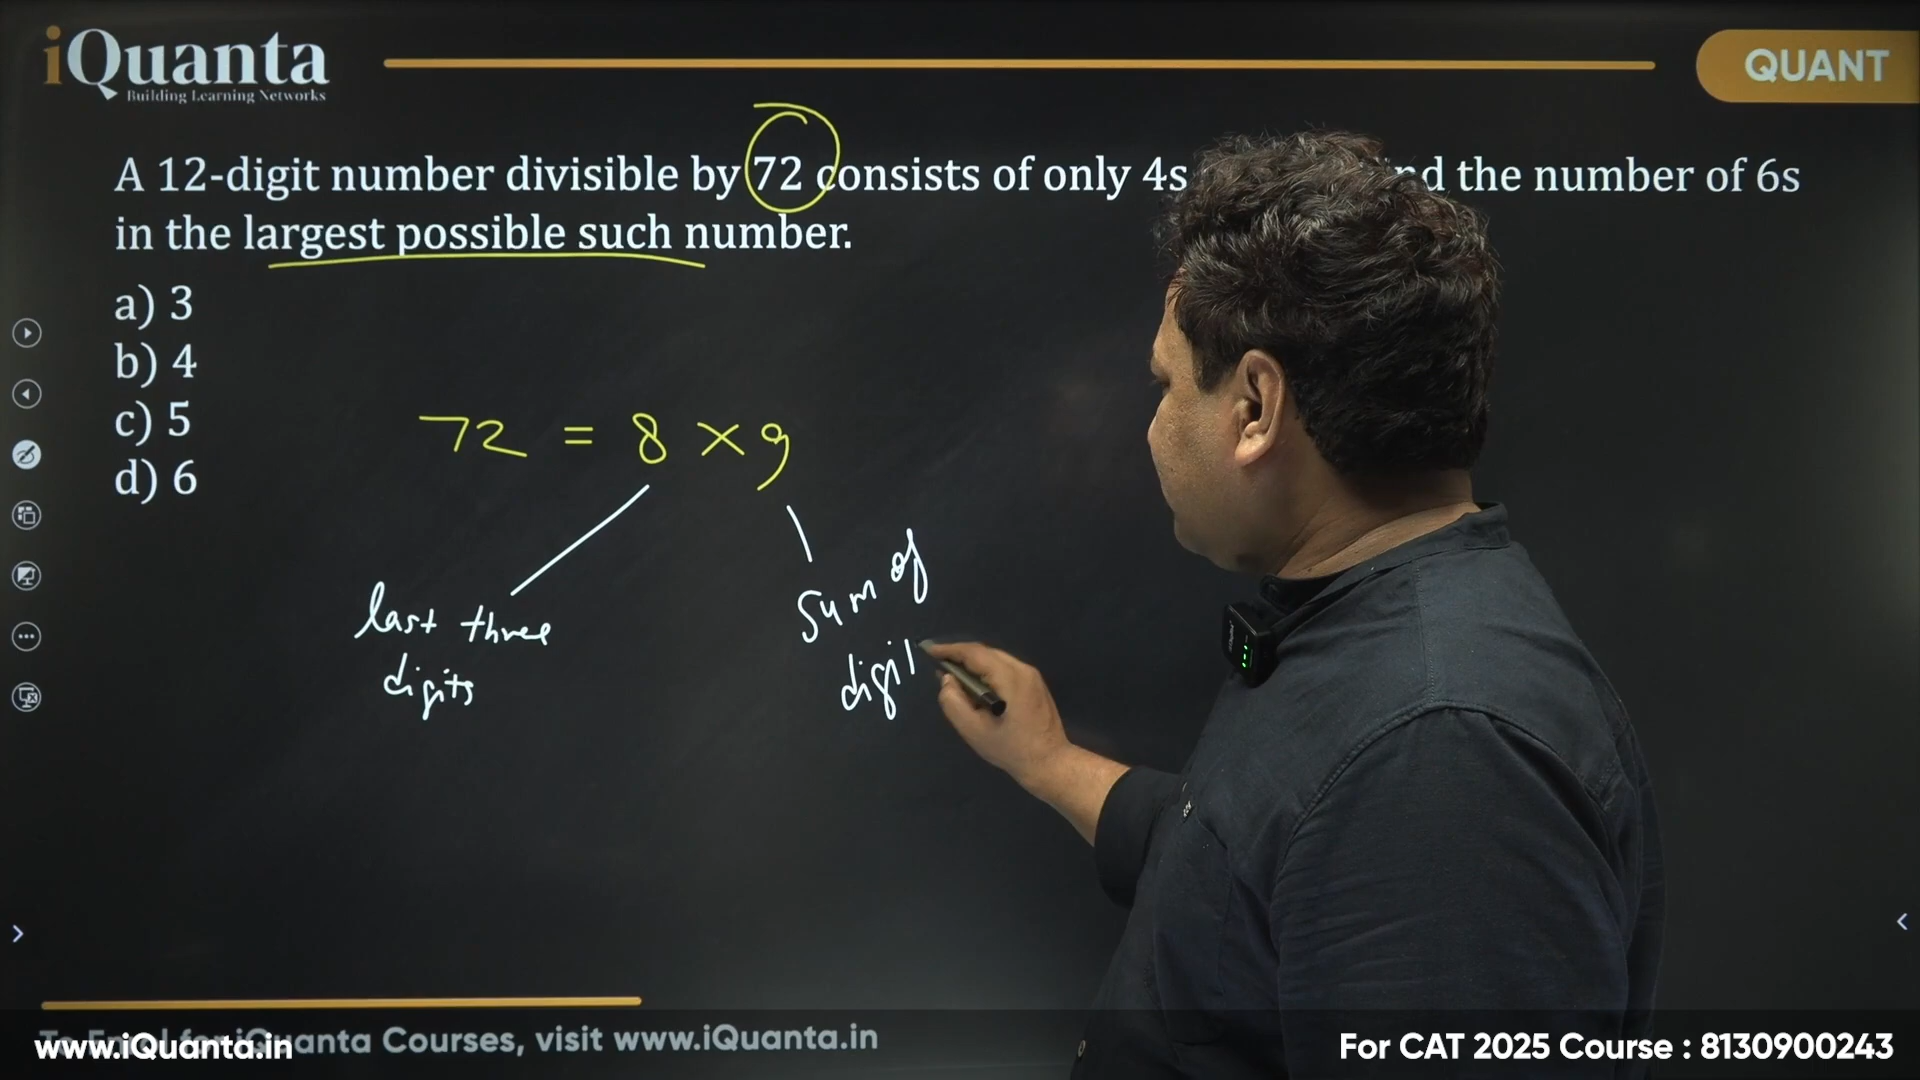 iQuanta
Building Learning Networks
QUANT
A 12-digit number divisible by 72 consists of only 4s nd the number of 6s
in the largest possible such number.
a) 3
b) 4
c) 5
d) 6
72 = 8 × 9
last three
digits
sum of
digit
visit www.iQuanta.in
www.iQuanta.in
For CAT 2025 Course : 8130900243